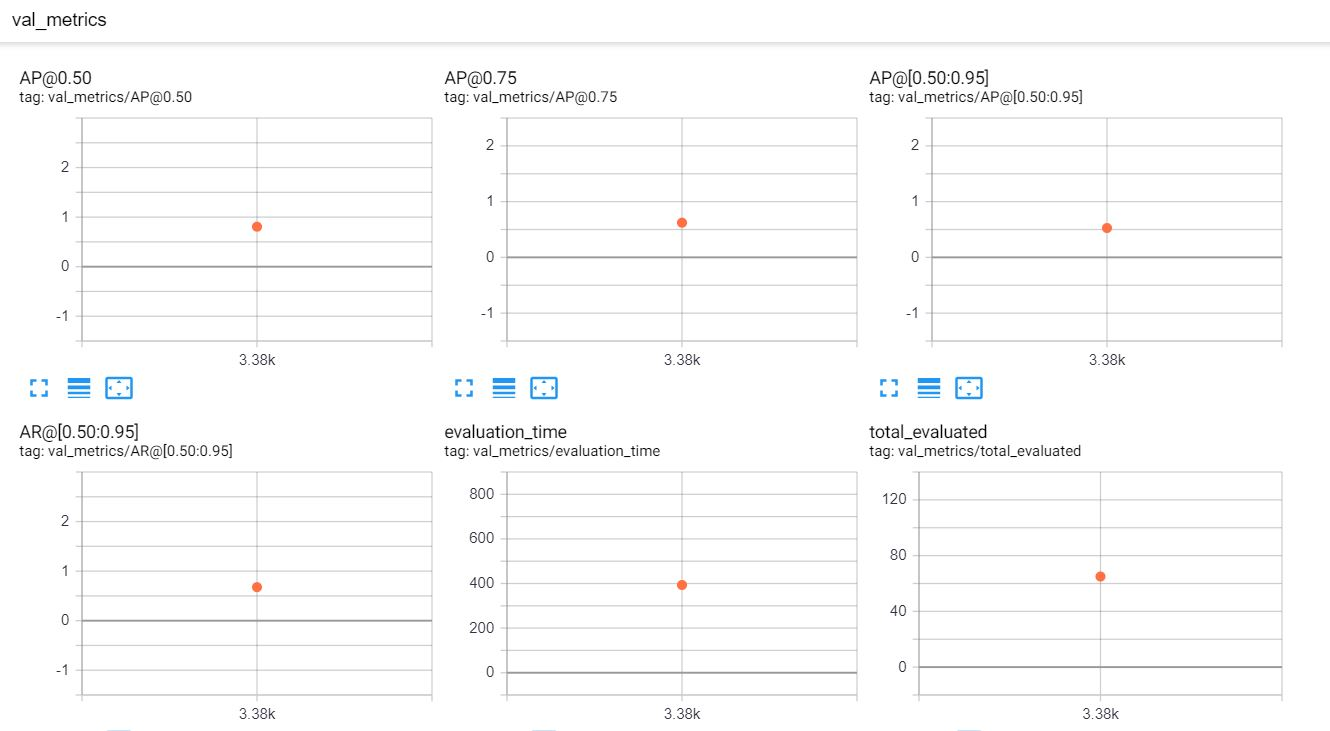 val_metrics
AP@0.50
tag: val_metrics/AP@0.50
2
1
0
-1
3.38k
AP@0.75
tag: val_metrics/AP@0.75
2
1
0
-1
3.38k
AP@[0.50:0.95]
tag: val_metrics/AP@[0.50:0.95]
2
1
0
-1
3.38k
AR@[0.50:0.95]
tag: val_metrics/AR@[0.50:0.95]
2
1
0
-1
3.38k
evaluation_time
tag: val_metrics/evaluation_time
800
600
400
200
0
3.38k
total_evaluated
tag: val_metrics/total_evaluated
120
80
40
0
3.38k